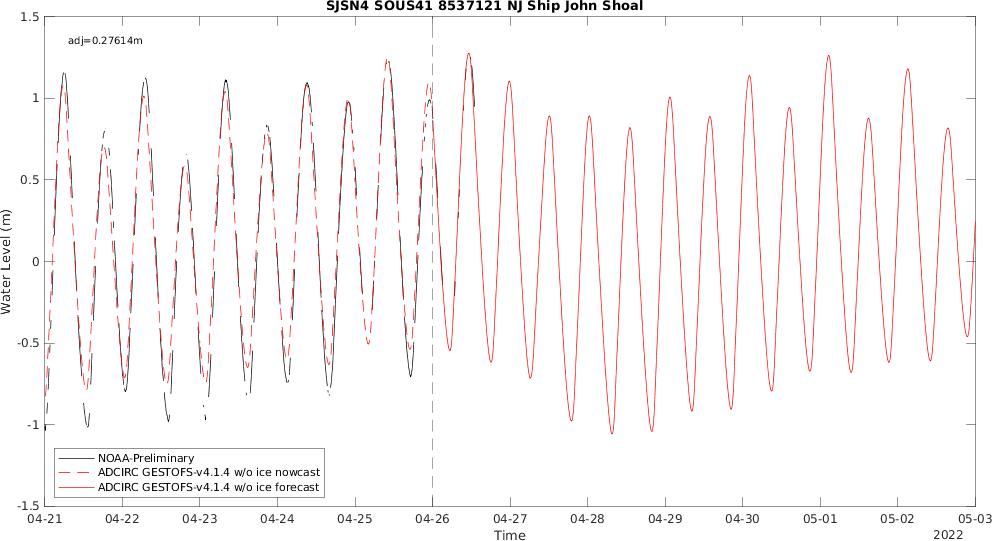 SJSN4 SOUS41 8537121 NJ Ship John Shoal
adj=0.27614m
1.5
1
0.5
0
-0.5
-1
-1.5
Water Level (m)
NOAA-Preliminary
ADCIRC GESTOFS-v4.1.4 w/o ice nowcast
ADCIRC GESTOFS-v4.1.4 w/o ice forecast
04-21 04-22 04-23 04-24 04-25 04-26 04-27 04-28 04-29 04-30 05-01 05-02 05-03
Time
2022